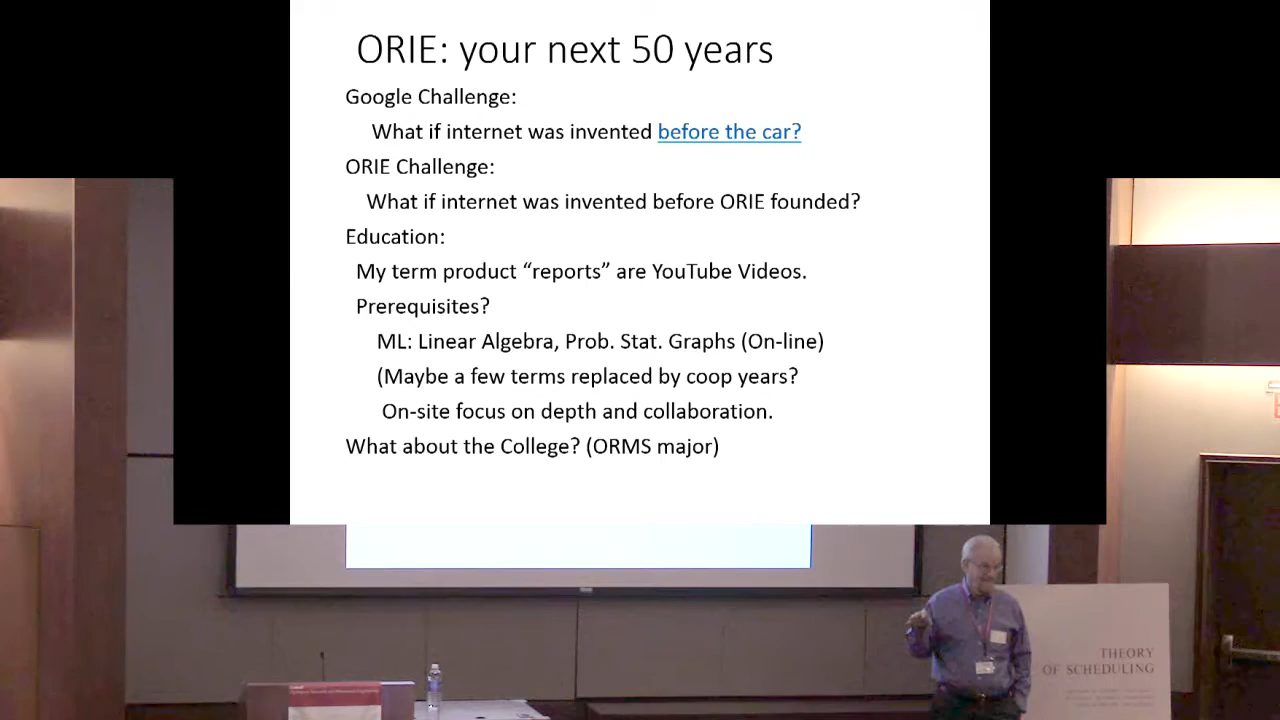 ORIE: your next 50 years
Google Challenge:
What if internet was invented before the car?
ORIE Challenge:
What if internet was invented before ORIE founded?
Education:
My term product “reports” are YouTube Videos.
Prerequisites?
ML: Linear Algebra, Prob. Stat. Graphs (On-line)
(Maybe a few terms replaced by coop years?
On-site focus on depth and collaboration.
What about the College? (ORMS major)
THEORY
OF SCHEDULING